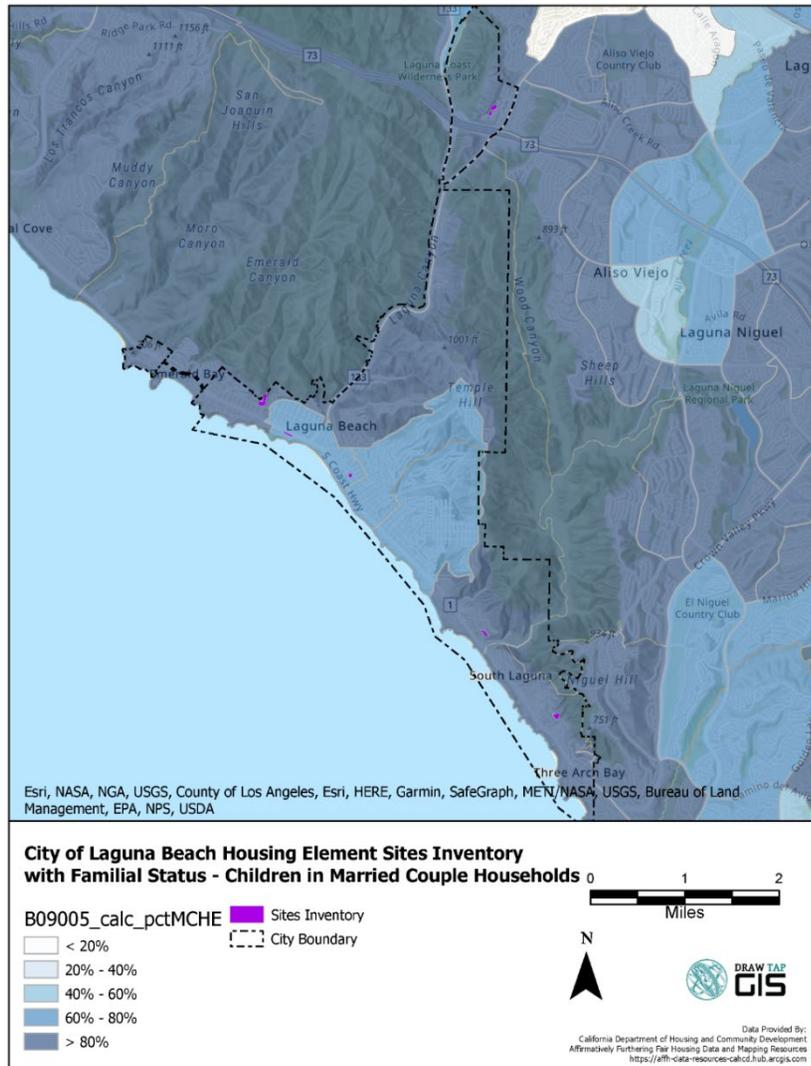 Hills Rd
Ridge Park Rd.
1156 ft
1111 ft
73
133
Laguna Coast
Wilderness Park
Calle Aragon
Aliso Viejo
Country Club
Los Trancos Canyon
San
Joaquin
Hills
Aliso Creek Rd.
73
Muddy
Canyon
al Cove
Moro
Canyon
893 ft
Emerald
Canyon
Laguna Canyon
Wood Canyon
Aliso Viejo
73
Avila Rd
Laguna Niguel
1001 ft
Sheep
Hills
Emerald Bay
133
Temple
Hill
Laguna Niguel
Regional Park
Laguna Beach
S Coast Hwy
Crown Valley Pkwy
El Niguel
Country Club
1
South Laguna
Niguel Hill
751 ft
Three Arch Bay
Esri, NASA, NGA, USGS, County of Los Angeles, Esri, HERE, Garmin, SafeGraph, METI/NASA, USGS, Bureau of Land
Management, EPA, NPS, USDA
City of Laguna Beach Housing Element Sites Inventory
with Familial Status - Children in Married Couple Households
0 1 2
Miles
B09005_calc_pctMCHE
Sites Inventory
City Boundary
< 20%
20% - 40%
40% - 60%
60% - 80%
> 80%
N
DRAW TAP
GIS
Data Provided By:
California Department of Housing and Community Development
Affirmatively Furthering Fair Housing Data and Mapping Resources
https://affh-data-resources-cahcd.hub.arcgis.com